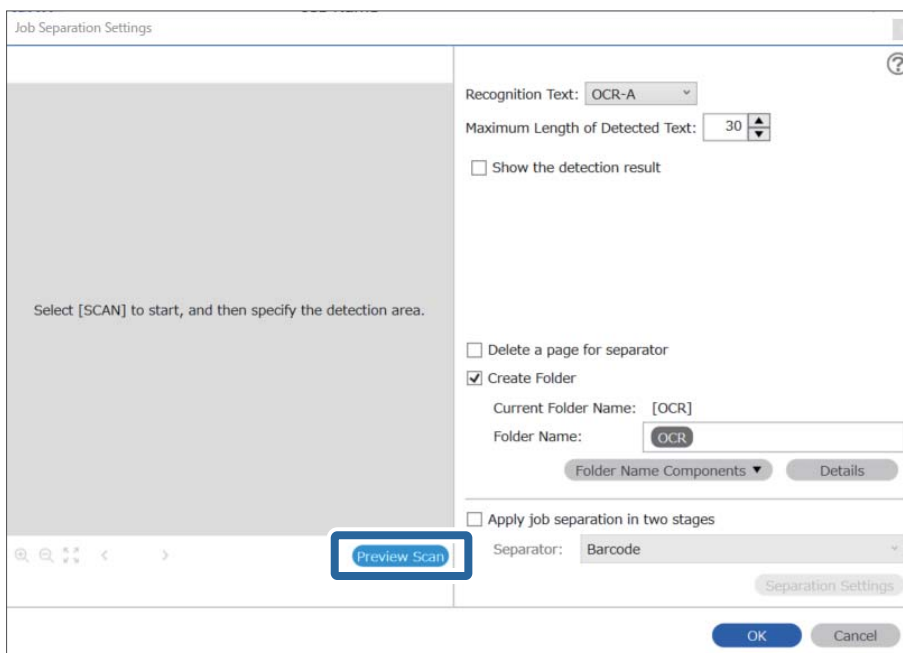 Job Separation Settings
Recognition Text: OCR-A
Maximum Length of Detected Text: 30
Show the detection result
Select [SCAN] to start, and then specify the detection area.
Delete a page for separator
Create Folder
Current Folder Name: [OCR]
Folder Name: OCR
Folder Name Components ▼ Details
Apply job separation in two stages
Separator: Barcode
Preview Scan
Separation Settings
OK Cancel